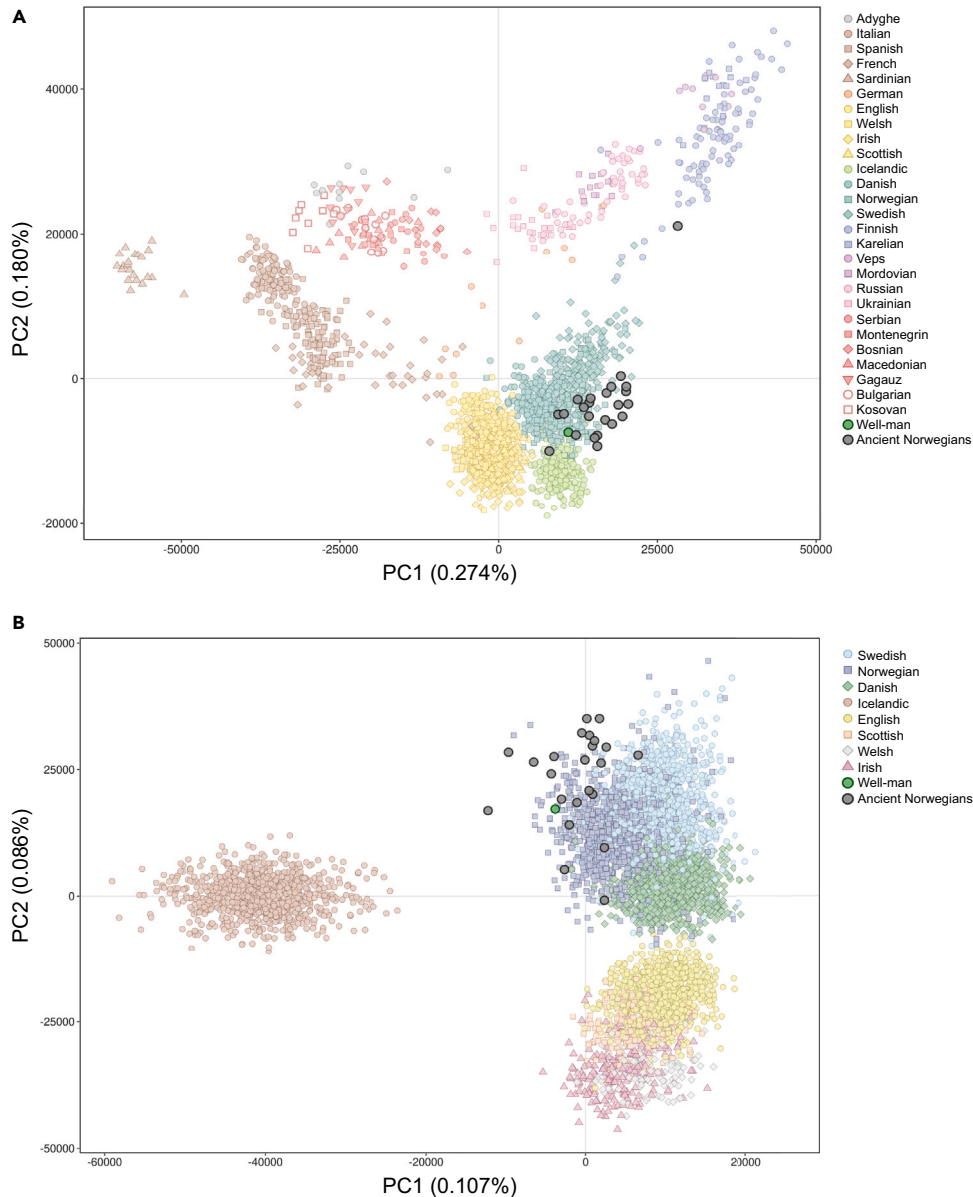 A
PC2 (0.180%)
40000
20000
0
-20000
-50000
-25000
0
25000
50000
PC1 (0.274%)
Adyghe
Italian
Spanish
French
Sardinian
German
English
Welsh
Irish
Scottish
Icelandic
Danish
Norwegian
Swedish
Finnish
Karelian
Veps
Mordovian
Russian
Ukrainian
Serbian
Montenegrin
Bosnian
Macedonian
Gagauz
Bulgarian
Kosovan
Well-man
Ancient Norwegians
B
PC2 (0.086%)
50000
25000
0
-25000
-50000
-60000
-40000
-20000
0
20000
PC1 (0.107%)
Swedish
Norwegian
Danish
Icelandic
English
Scottish
Welsh
Irish
Well-man
Ancient Norwegians